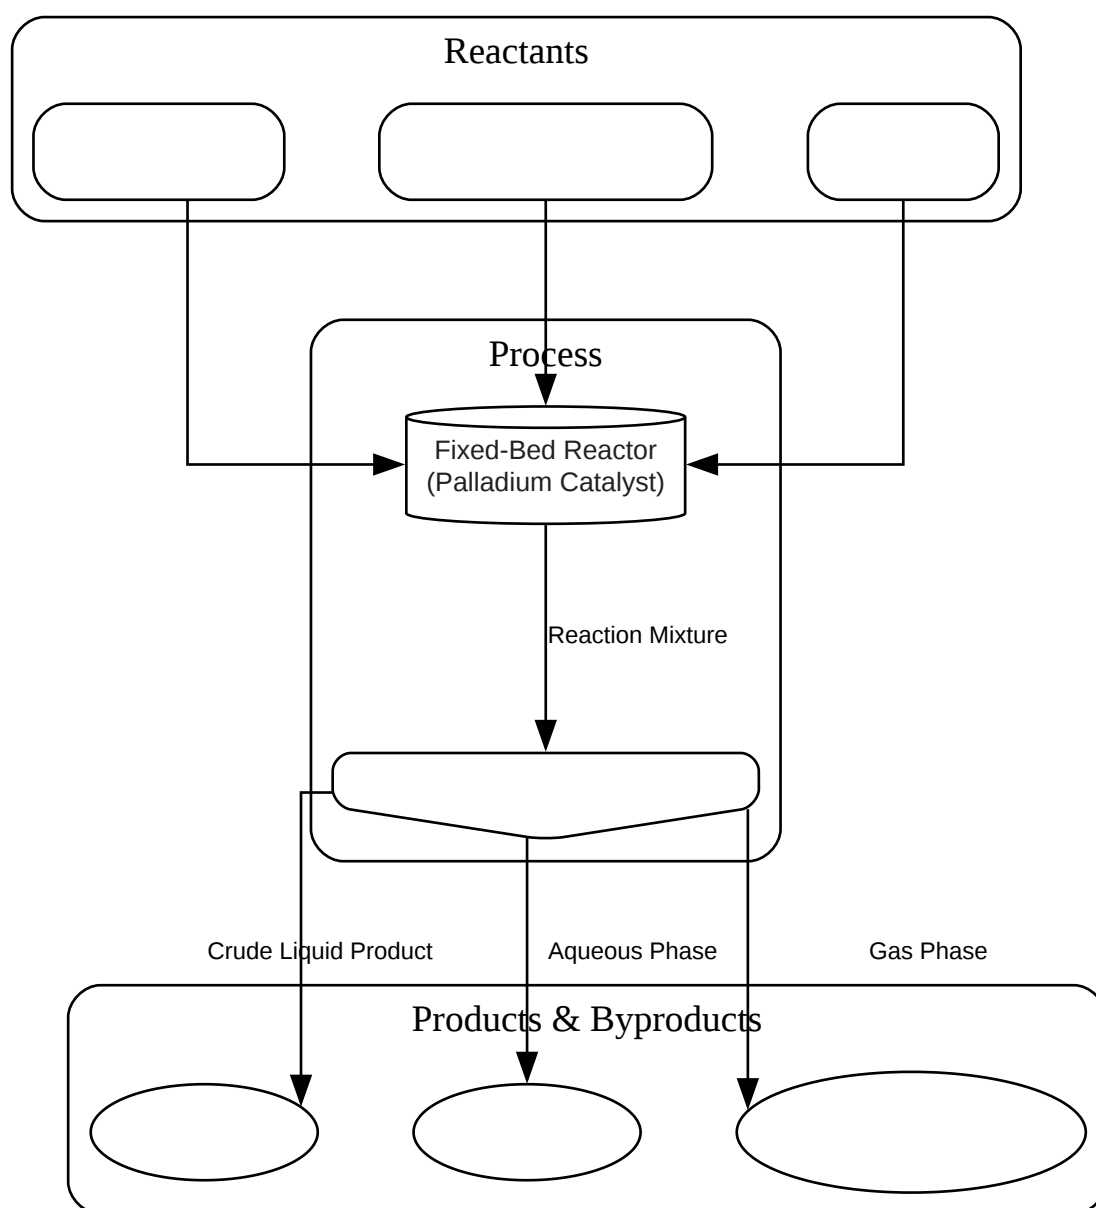 Reactants
Process
Fixed-Bed Reactor
(Palladium Catalyst)
Reaction Mixture
Crude Liquid Product
Aqueous Phase
Gas Phase
Products & Byproducts